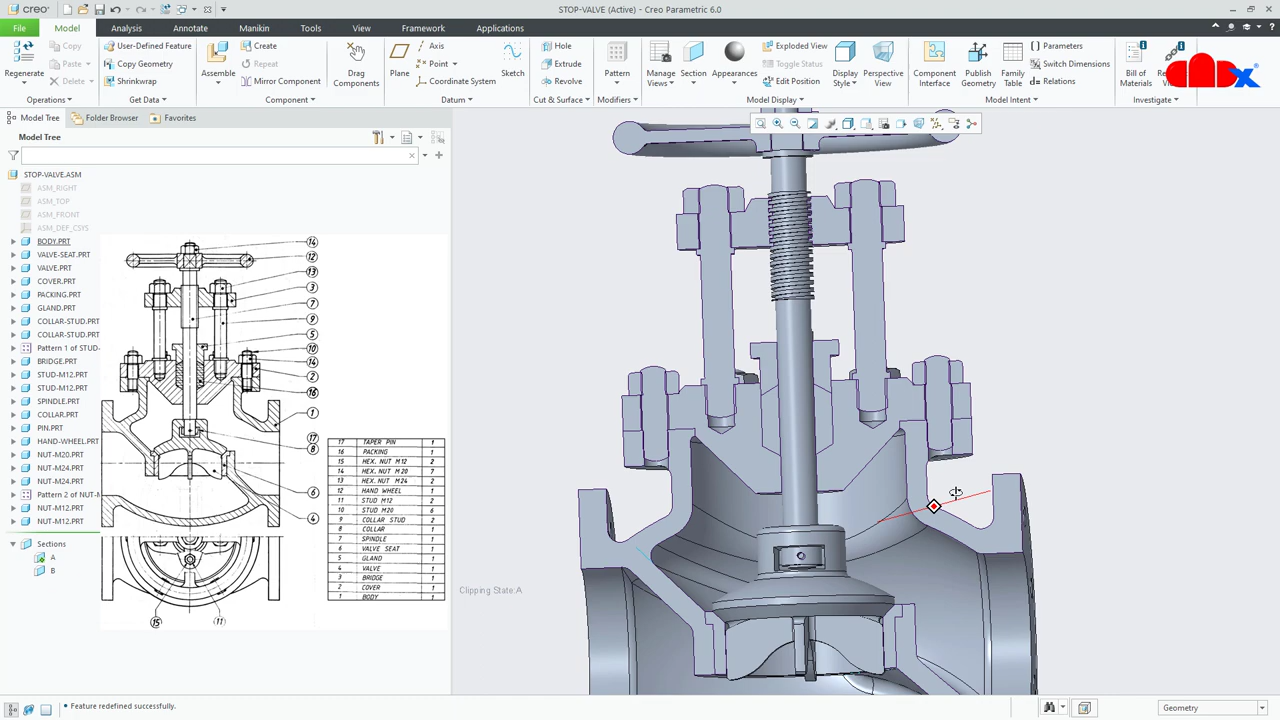 creo
STOP-VALVE (Active) - Creo Parametric 6.0
File Model Analysis Annotate Manikin Tools View Framework Applications
Regenerate
Copy
Paste
Delete
Operations
User-Defined Feature
Copy Geometry
Shrinkwrap
Get Data
Assemble
Create
Repeat
Mirror Component
Component
Drag Components
Plane
Axis
Point
Coordinate System
Sketch
Datum
Hole
Extrude
Revolve
Cut & Surface
Pattern
Modifiers
Manage Views
Section
Appearances
Exploded View
Toggle Status
Edit Position
Display Style
Perspective View
Model Display
Component Interface
Publish Geometry
Family Table
Parameters
Switch Dimensions
Relations
Model Intent
Bill of Materials
Investigate
Model Tree Folder Browser Favorites
Model Tree
STOP-VALVE.ASM
ASM_RIGHT
ASM_TOP
ASM_FRONT
ASM_DEF_CSYS
BODY.PRT
VALVE-SEAT.PRT
VALVE.PRT
COVER.PRT
PACKING.PRT
GLAND.PRT
COLLAR-STUD.PRT
COLLAR-STUD.PRT
Pattern 1 of STUD-
BRIDGE.PRT
STUD-M12.PRT
STUD-M12.PRT
SPINDLE.PRT
COLLAR.PRT
PIN.PRT
HAND-WHEEL.PRT
NUT-M20.PRT
NUT-M24.PRT
NUT-M24.PRT
Pattern 2 of NUT-M
NUT-M12.PRT
NUT-M12.PRT
Sections
A
B
14
12
13
3
7
9
5
10
14
2
16
1
17
8
6
4
15
11
17 TAPER PIN 1
16 PACKING 1
15 HEX. NUT M12 2
14 HEX. NUT M20 7
13 HEX. NUT M24 2
12 HAND WHEEL 1
11 STUD M12 2
10 STUD M20 6
9 COLLAR STUD 2
8 COLLAR 1
7 SPINDLE 1
6 VALVE SEAT 1
5 GLAND 1
4 VALVE 1
3 BRIDGE 1
2 COVER 1
1 BODY 1
Clipping State:A
Feature redefined successfully.
Geometry